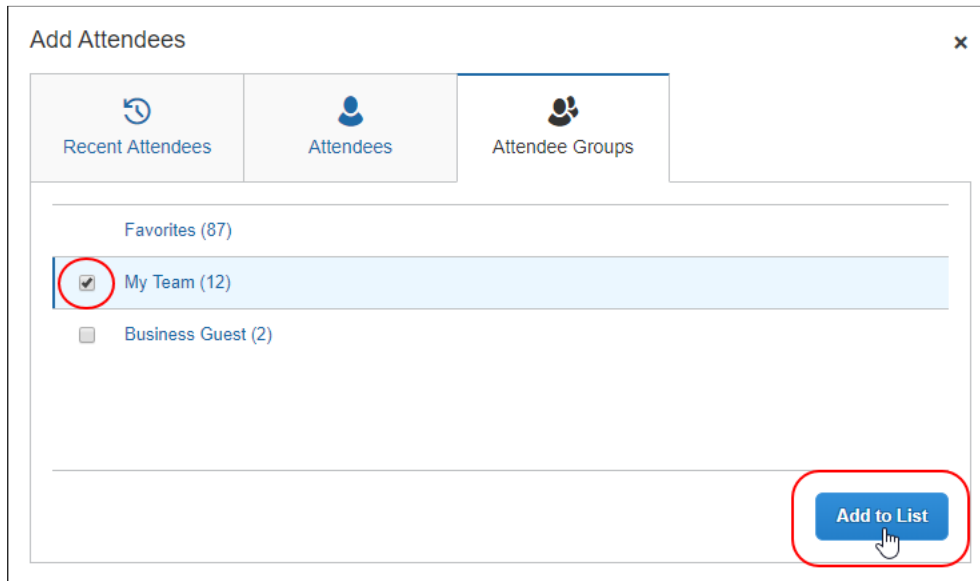 Add Attendees
Recent Attendees
Attendees
Attendee Groups
Favorites (87)
My Team (12)
Business Guest (2)
Add to List